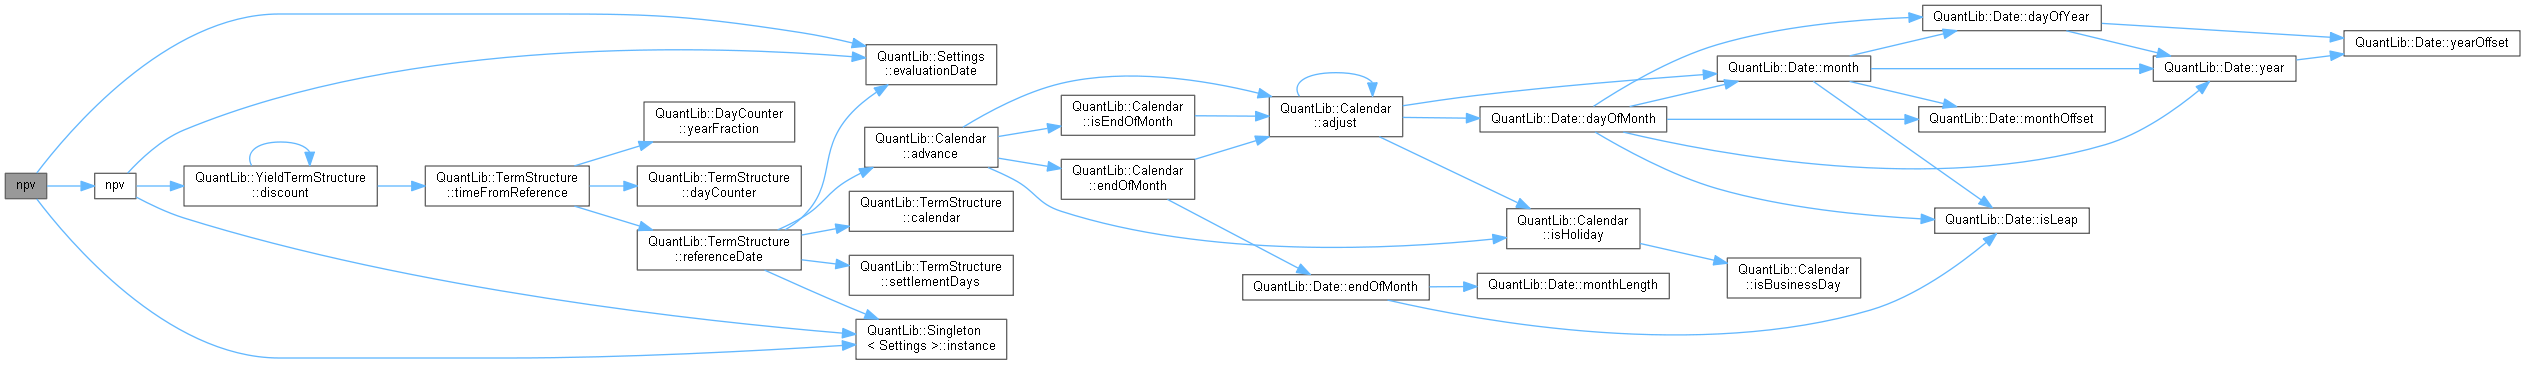 npv
npv
QuantLib::YieldTermStructure
::discount
QuantLib::TermStructure
::timeFromReference
QuantLib::DayCounter
::yearFraction
QuantLib::TermStructure
::dayCounter
QuantLib::TermStructure
::referenceDate
QuantLib::Settings
::evaluationDate
QuantLib::Calendar
::advance
QuantLib::TermStructure
::calendar
QuantLib::TermStructure
::settlementDays
QuantLib::Singleton
< Settings >::instance
QuantLib::Calendar
::isEndOfMonth
QuantLib::Calendar
::endOfMonth
QuantLib::Calendar
::adjust
QuantLib::Date::endOfMonth
QuantLib::Date::dayOfMonth
QuantLib::Calendar
::isHoliday
QuantLib::Date::monthLength
QuantLib::Date::month
QuantLib::Calendar
::isBusinessDay
QuantLib::Date::dayOfYear
QuantLib::Date::monthOffset
QuantLib::Date::isLeap
QuantLib::Date::year
QuantLib::Date::yearOffset